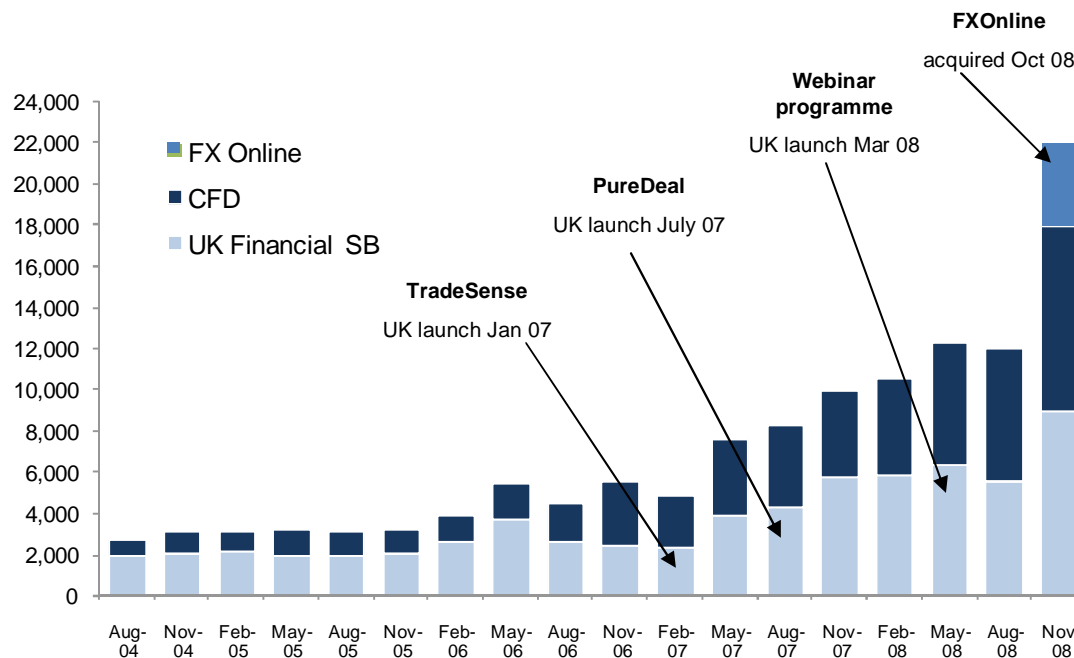 FXOnline
acquired Oct 08
Webinar
programme
UK launch Mar 08
PureDeal
UK launch July 07
TradeSense
UK launch Jan 07
24,000
22,000
20,000
18,000
16,000
14,000
12,000
10,000
8,000
6,000
4,000
2,000
0
FX Online
CFD
UK Financial SB
Aug-
04
Nov-
04
Feb-
05
May-
05
Aug-
05
Nov-
05
Feb-
06
May-
06
Aug-
06
Nov-
06
Feb-
07
May-
07
Aug-
07
Nov-
07
Feb-
08
May-
08
Aug-
08
Nov
08